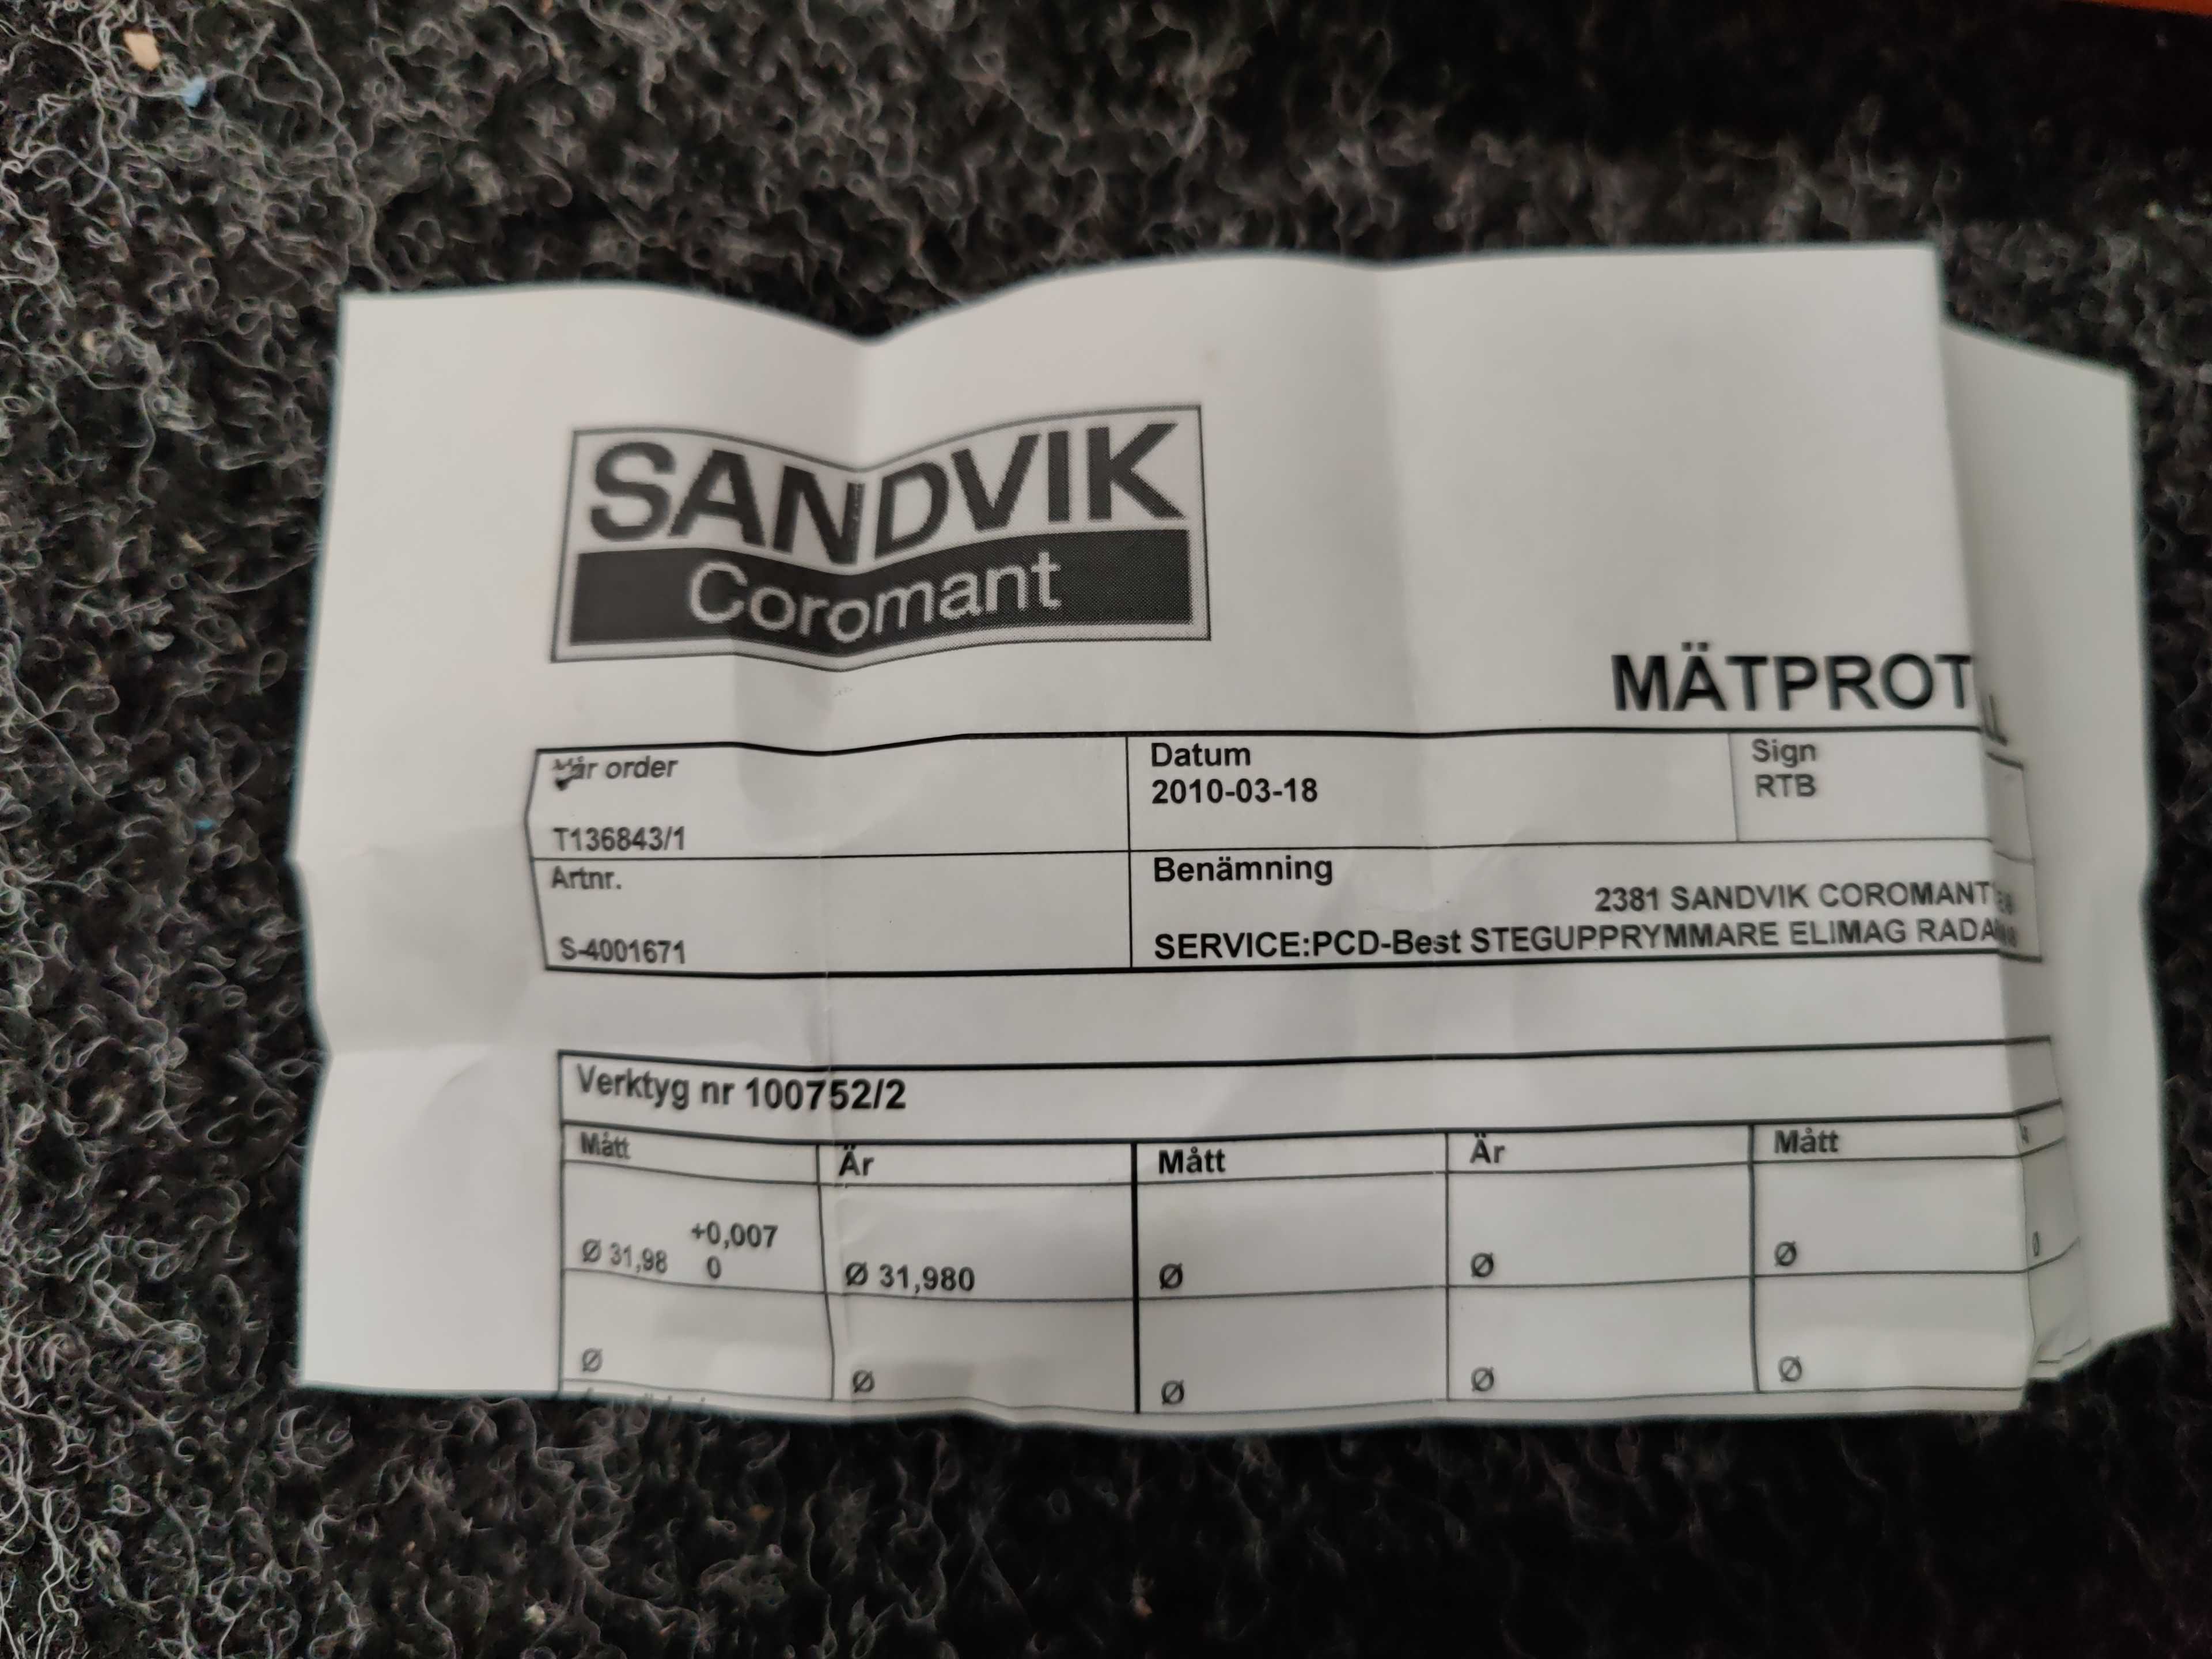 SANDVIK
Coromant
MÄTPROT
Vår order
T136843/1
Datum
2010-03-18
Sign
RTB
Artnr.
S-4001671
Benämning
2381 SANDVIK COROMANT
SERVICE:PCD-Best STEGUPPRYMMARE ELIMAG RADA
Verktyg nr 100752/2
Mått Är Mått Är Mått
+0,007
Ø 31,98 0 Ø 31,980 Ø Ø Ø
Ø Ø Ø Ø Ø